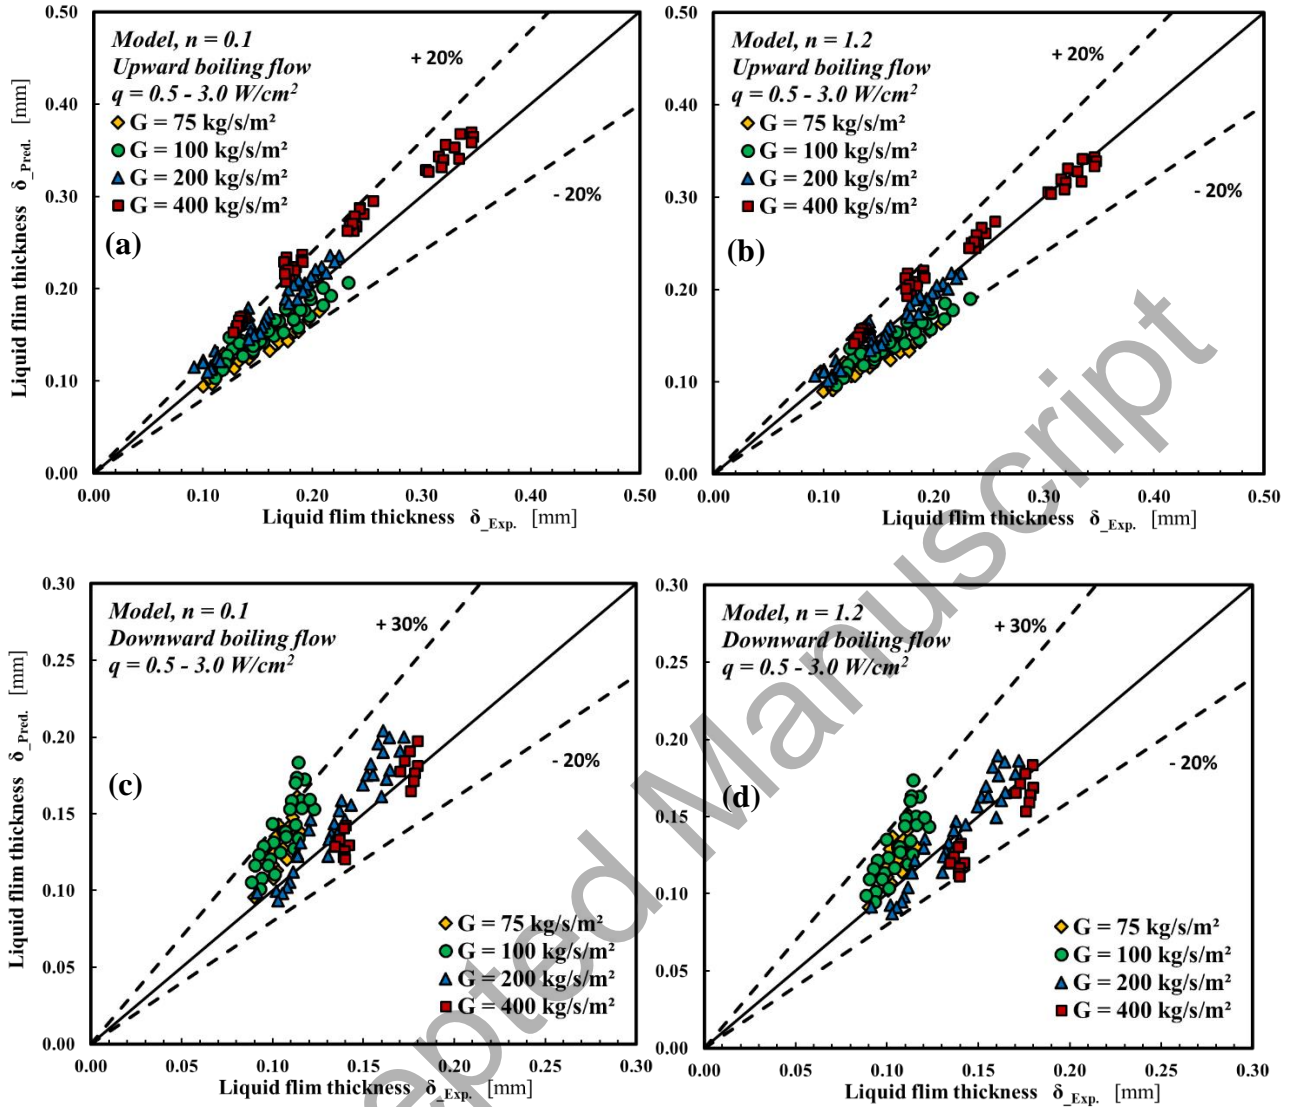 0.50
0.40
0.30
0.20
0.10
0.00
Liquid flim thickness δ_Pred. [mm]
Model, n = 0.1
Upward boiling flow
q = 0.5 - 3.0 W/cm²
G = 75 kg/s/m²
G = 100 kg/s/m²
G = 200 kg/s/m²
G = 400 kg/s/m²
(a)
+ 20%
- 20%
0.00 0.10 0.20 0.30 0.40 0.50
Liquid flim thickness δ_Exp. [mm]
0.50
0.40
0.30
0.20
0.10
0.00
Model, n = 1.2
Upward boiling flow
q = 0.5 - 3.0 W/cm²
G = 75 kg/s/m²
G = 100 kg/s/m²
G = 200 kg/s/m²
G = 400 kg/s/m²
(b)
+ 20%
- 20%
0.00 0.10 0.20 0.30 0.40 0.50
Liquid flim thickness δ_Exp. [mm]
0.30
0.25
0.20
0.15
0.10
0.05
0.00
Liquid flim thickness δ_Pred. [mm]
Model, n = 0.1
Downward boiling flow
q = 0.5 - 3.0 W/cm²
+ 30%
- 20%
(c)
G = 75 kg/s/m²
G = 100 kg/s/m²
G = 200 kg/s/m²
G = 400 kg/s/m²
0.00 0.05 0.10 0.15 0.20 0.25 0.30
Liquid flim thickness δ_Exp. [mm]
0.30
0.25
0.20
0.15
0.10
0.05
0.00
Model, n = 1.2
Downward boiling flow
q = 0.5 - 3.0 W/cm²
+ 30%
- 20%
(d)
G = 75 kg/s/m²
G = 100 kg/s/m²
G = 200 kg/s/m²
G = 400 kg/s/m²
0.00 0.05 0.10 0.15 0.20 0.25 0.30
Liquid flim thickness δ_Exp. [mm]
epted Manuscript